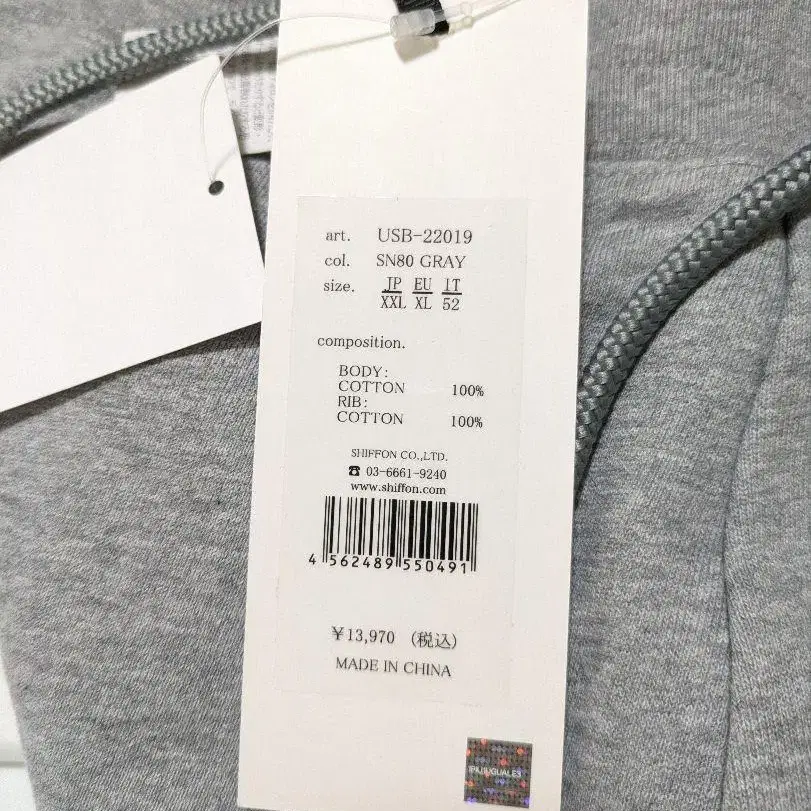 art. USB-22019
col. SN80 GRAY
size. JP EU IT
XXL XL 52
composition.
BODY:
COTTON 100%
RIB:
COTTON 100%
SHIFFON CO.,LTD.
☎ 03-6661-9240
www.shiffon.com
4 562489 550491
￥13,970 (税込)
MADE IN CHINA